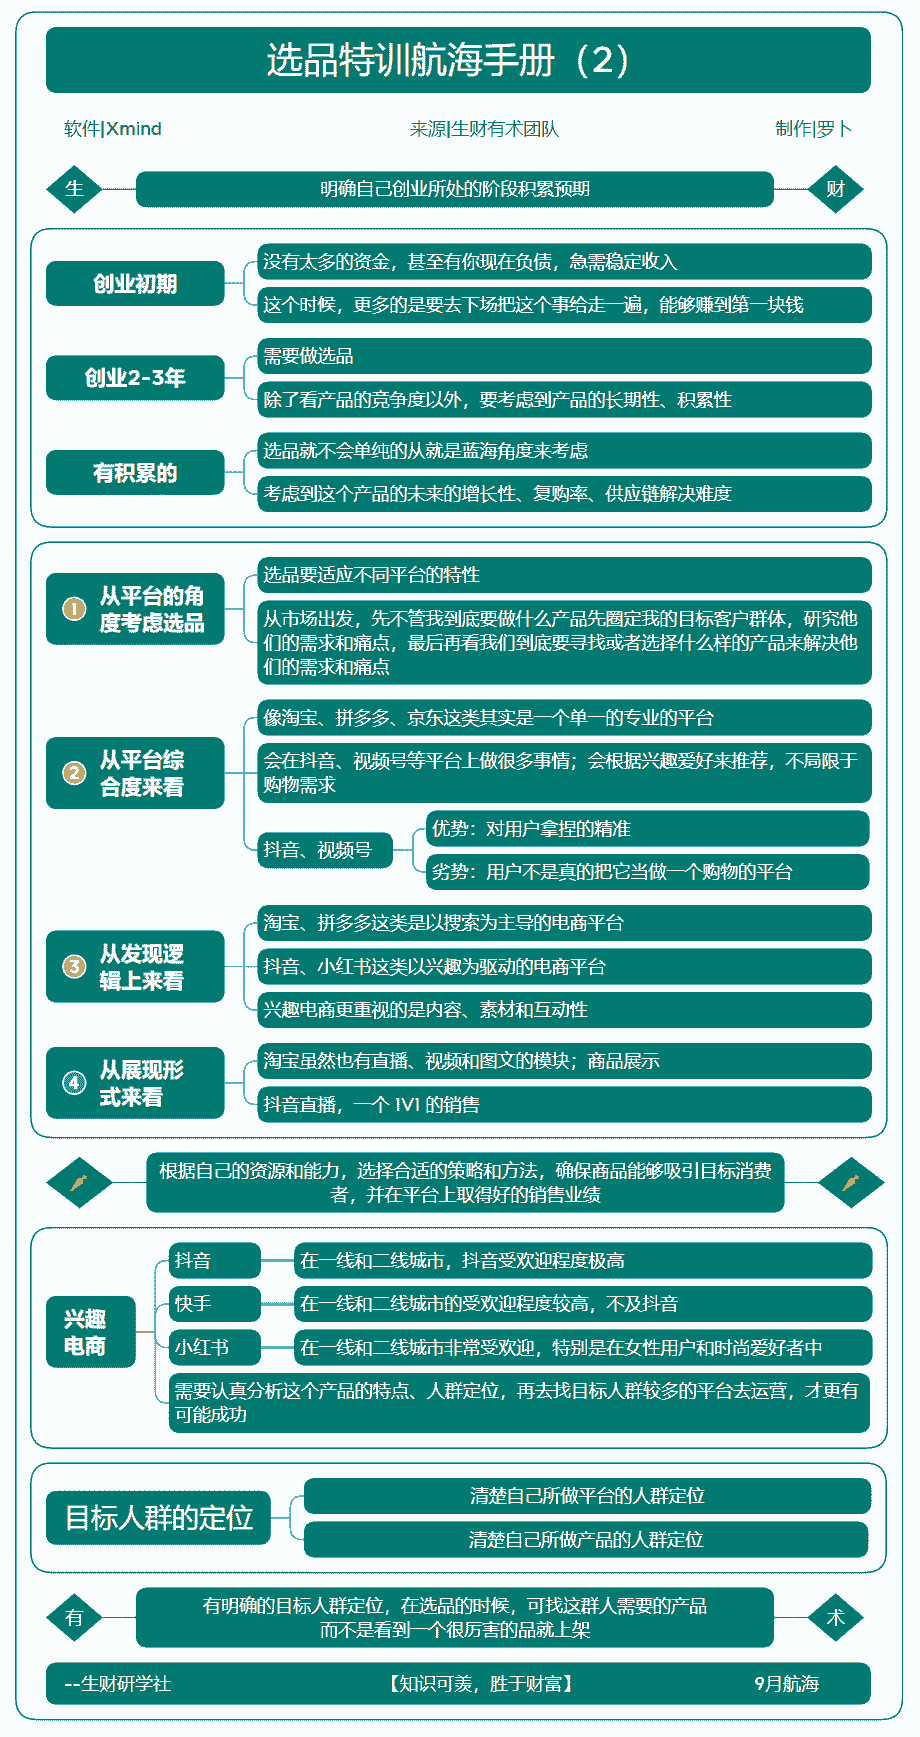 选品特训航海手册（2）
软件|Xmind
来源|生财有术团队
制作|罗卜
生
明确自己创业所处的阶段积累预期
财
创业初期
没有太多的资金，甚至有你现在负债，急需稳定收入
这个时候，更多的是要去下场把这个事给走一遍，能够赚到第一块钱
创业2-3年
需要做选品
除了看产品的竞争度以外，要考虑到产品的长期性、积累性
有积累的
选品就不会单纯的从就是蓝海角度来考虑
考虑到这个产品的未来的增长性、复购率、供应链解决难度
1
从平台的角
度考虑选品
选品要适应不同平台的特性
从市场出发，先不管我到底要做什么产品先圈定我的目标客户群体，研究他
们的需求和痛点，最后再看我们到底要寻找或者选择什么样的产品来解决他
们的需求和痛点
2
从平台综
合度来看
像淘宝、拼多多、京东这类其实是一个单一的专业的平台
会在抖音、视频号等平台上做很多事情；会根据兴趣爱好来推荐，不局限于
购物需求
抖音、视频号
优势：对用户拿捏的精准
劣势：用户不是真的把它当做一个购物的平台
3
从发现逻
辑上来看
淘宝、拼多多这类是以搜索为主导的电商平台
抖音、小红书这类以兴趣为驱动的电商平台
兴趣电商更重视的是内容、素材和互动性
4
从展现形
式来看
淘宝虽然也有直播、视频和图文的模块；商品展示
抖音直播，一个 1V1 的销售
根据自己的资源和能力，选择合适的策略和方法，确保商品能够吸引目标消费
者，并在平台上取得好的销售业绩
兴趣
电商
抖音
在一线和二线城市，抖音受欢迎程度极高
快手
在一线和二线城市的受欢迎程度较高，不及抖音
小红书
在一线和二线城市非常受欢迎，特别是在女性用户和时尚爱好者中
需要认真分析这个产品的特点、人群定位，再去找目标人群较多的平台去运营，才更有
可能成功
目标人群的定位
清楚自己所做平台的人群定位
清楚自己所做产品的人群定位
有
有明确的目标人群定位，在选品的时候，可找这群人需要的产品
而不是看到一个很厉害的品就上架
术
--生财研学社
【知识可羡，胜于财富】
9月航海